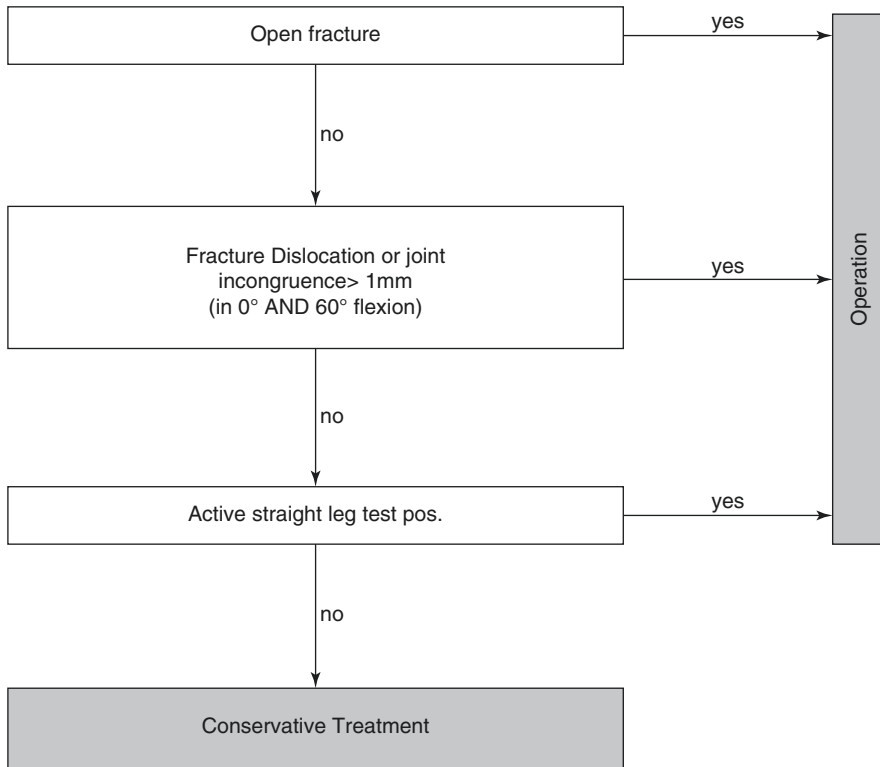 Open fracture
yes
no
Fracture Dislocation or joint
incongruence> 1mm
(in 0° AND 60° flexion)
yes
no
Active straight leg test pos.
yes
no
Conservative Treatment
Operation